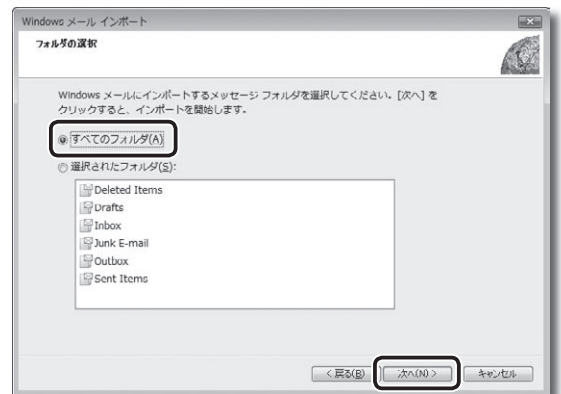 Windows メール インポート
フォルダの選択
Windows メールにインポートするメッセージ フォルダを選択してください。[次へ] を
クリックすると、インポートを開始します。
すべてのフォルダ(A)
選択されたフォルダ(S):
Deleted Items
Drafts
Inbox
Junk E-mail
Outbox
Sent Items
< 戻る(B) 次へ(N) > キャンセル